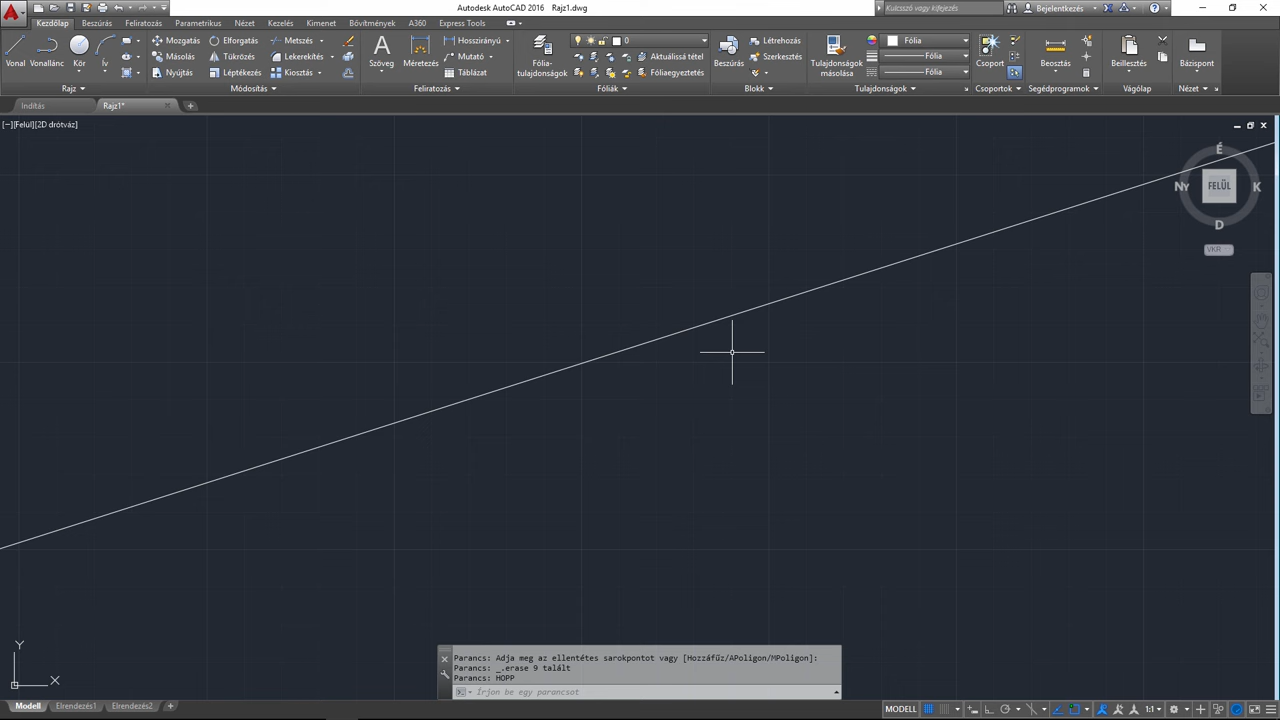 Autodesk AutoCAD 2016 Rajz1.dwg
Kulcsszó vagy kifejezés
Bejelentkezés
Kezdőlap Beszúrás Feliratozás Parametrikus Nézet Kezelés Kimenet Bővítmények A360 Express Tools
Vonal Vonallánc Kör Ív
Mozgatás Elforgatás Metszés
Másolás Tükrözés Lekerekítés
Nyújtás Léptékezés Kiosztás
Szöveg Méretezés
Hosszirányú
Mutató
Táblázat
Fólia-
tulajdonságok
0
Aktuálissá tétel
Fóliaegyeztetés
Beszúrás
Létrehozás
Szerkesztés
Tulajdonságok
másolása
Fólia
Fólia
Fólia
Csoport
Beosztás
Beillesztés
Bázispont
Rajz Módosítás Feliratozás Fóliák Blokk Tulajdonságok Csoportok Segédprogramok Vágólap Nézet
Indítás Rajz1*
[−][Felül][2D drótváz]
É
NY FELÜL K
D
VKR
Y
X
Parancs: Adja meg az ellentétes sarokpontot vagy [Hozzáfűz/APoligon/MPoligon]:
Parancs: _.erase 9 talált
Parancs: HOPP
Írjon be egy parancsot
Modell Elrendezés1 Elrendezés2
MODELL
1:1